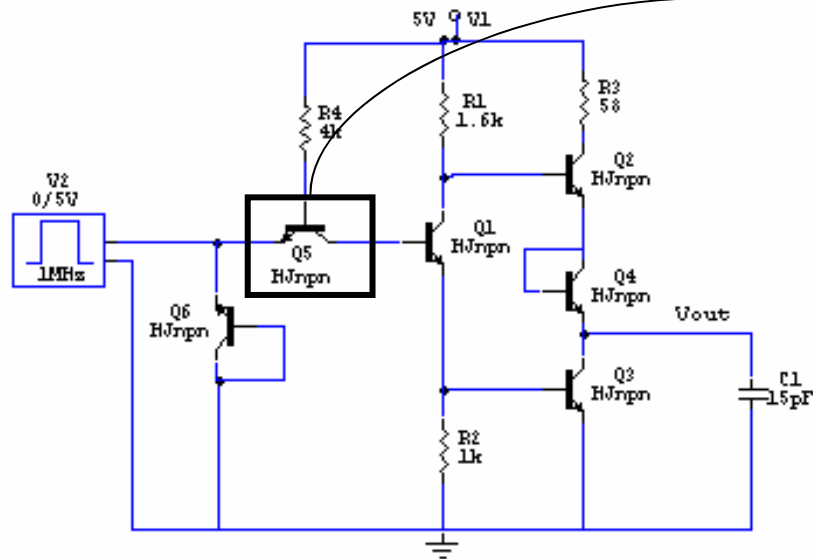 5V V1
R4
4k
R1
1.6k
R3
58
Q2
HJnpn
V2
0/5V
1MHz
Q5
HJnpn
Q1
HJnpn
Q6
HJnpn
Q4
HJnpn
Vout
Q3
HJnpn
C1
15pF
R2
1k